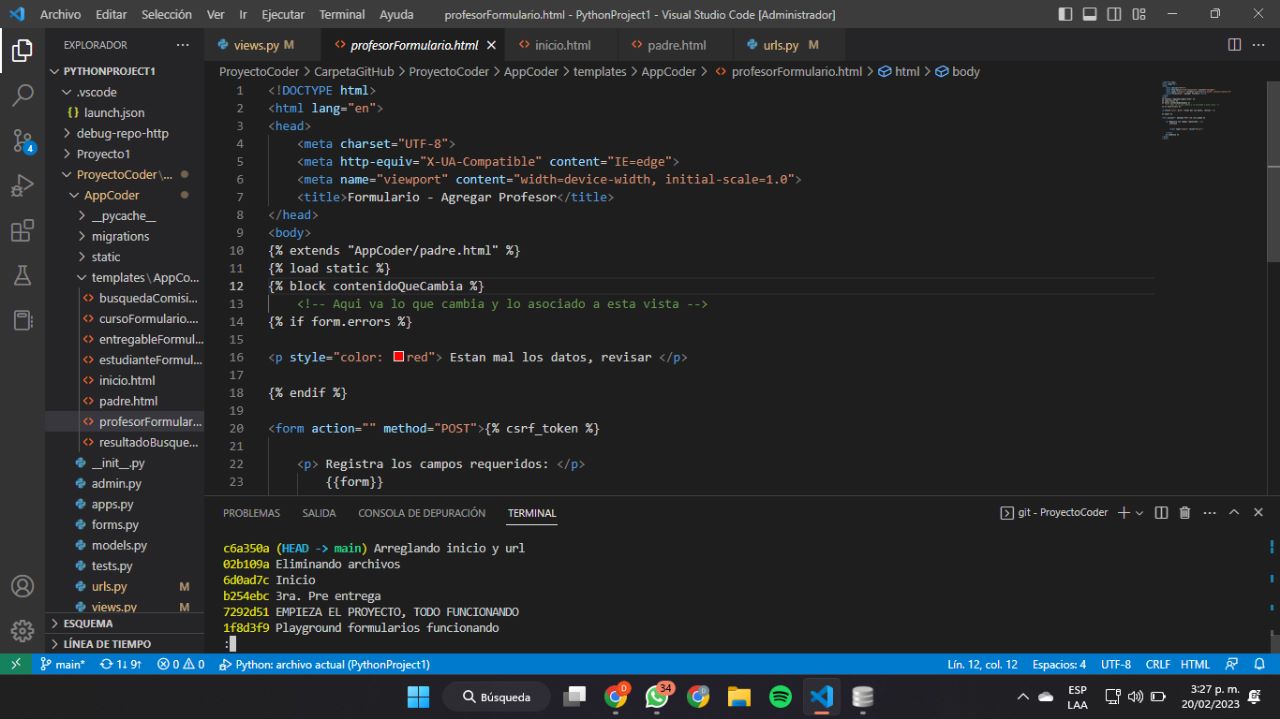 Archivo Editar Selección Ver Ir Ejecutar Terminal Ayuda profesorFormulario.html - PythonProject1 - Visual Studio Code [Administrador]
EXPLORADOR
views.py M profesorFormulario.html inicio.html padre.html urls.py M
ProyectoCoder > CarpetaGitHub > ProyectoCoder > AppCoder > templates > AppCoder > profesorFormulario.html > html > body
PYTHONPROJECT1
.vscode
launch.json
debug-repo-http
Proyecto1
ProyectoCoder\...
AppCoder
__pycache__
migrations
static
templates\AppCo...
busquedaComisi...
cursoFormulario....
entregableFormul...
estudianteFormul...
inicio.html
padre.html
profesorFormular...
resultadoBusque...
__init__.py
admin.py
apps.py
forms.py
models.py
tests.py
urls.py M
views.py M
ESQUEMA
LÍNEA DE TIEMPO
4
1 <!DOCTYPE html>
2 <html lang="en">
3 <head>
4 <meta charset="UTF-8">
5 <meta http-equiv="X-UA-Compatible" content="IE=edge">
6 <meta name="viewport" content="width=device-width, initial-scale=1.0">
7 <title>Formulario - Agregar Profesor</title>
8 </head>
9 <body>
10 {% extends "AppCoder/padre.html" %}
11 {% load static %}
12 {% block contenidoQueCambia %}
13 <!-- Aqui va lo que cambia y lo asociado a esta vista -->
14 {% if form.errors %}
15
16 <p style="color: red"> Estan mal los datos, revisar </p>
17
18 {% endif %}
19
20 <form action="" method="POST">{% csrf_token %}
21
22 <p> Registra los campos requeridos: </p>
23 {{form}}
PROBLEMAS SALIDA CONSOLA DE DEPURACIÓN TERMINAL git - ProyectoCoder
c6a350a (HEAD -> main) Arreglando inicio y url
02b109a Eliminando archivos
6d0ad7c Inicio
b254ebc 3ra. Pre entrega
7292d51 EMPIEZA EL PROYECTO, TODO FUNCIONANDO
1f8d3f9 Playground formularios funcionando
:
main* 1↓ 9↑ 0 0 Python: archivo actual (PythonProject1) Lín. 12, col. 12 Espacios: 4 UTF-8 CRLF HTML
Búsqueda D 34 ESP LAA 3:27 p. m. 20/02/2023